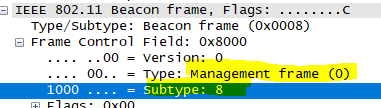 IEEE 802.11 Beacon frame, Flags: ........C
Type/Subtype: Beacon frame (0x0008)
Frame Control Field: 0x8000
.... ..00 = Version: 0
.... 00.. = Type: Management frame (0)
1000 .... = Subtype: 8
Flags: 0x00